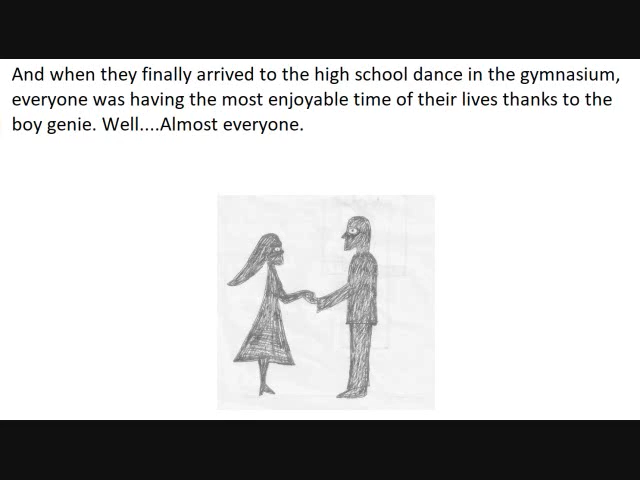 And when they finally arrived to the high school dance in the gymnasium,
everyone was having the most enjoyable time of their lives thanks to the
boy genie. Well....Almost everyone.